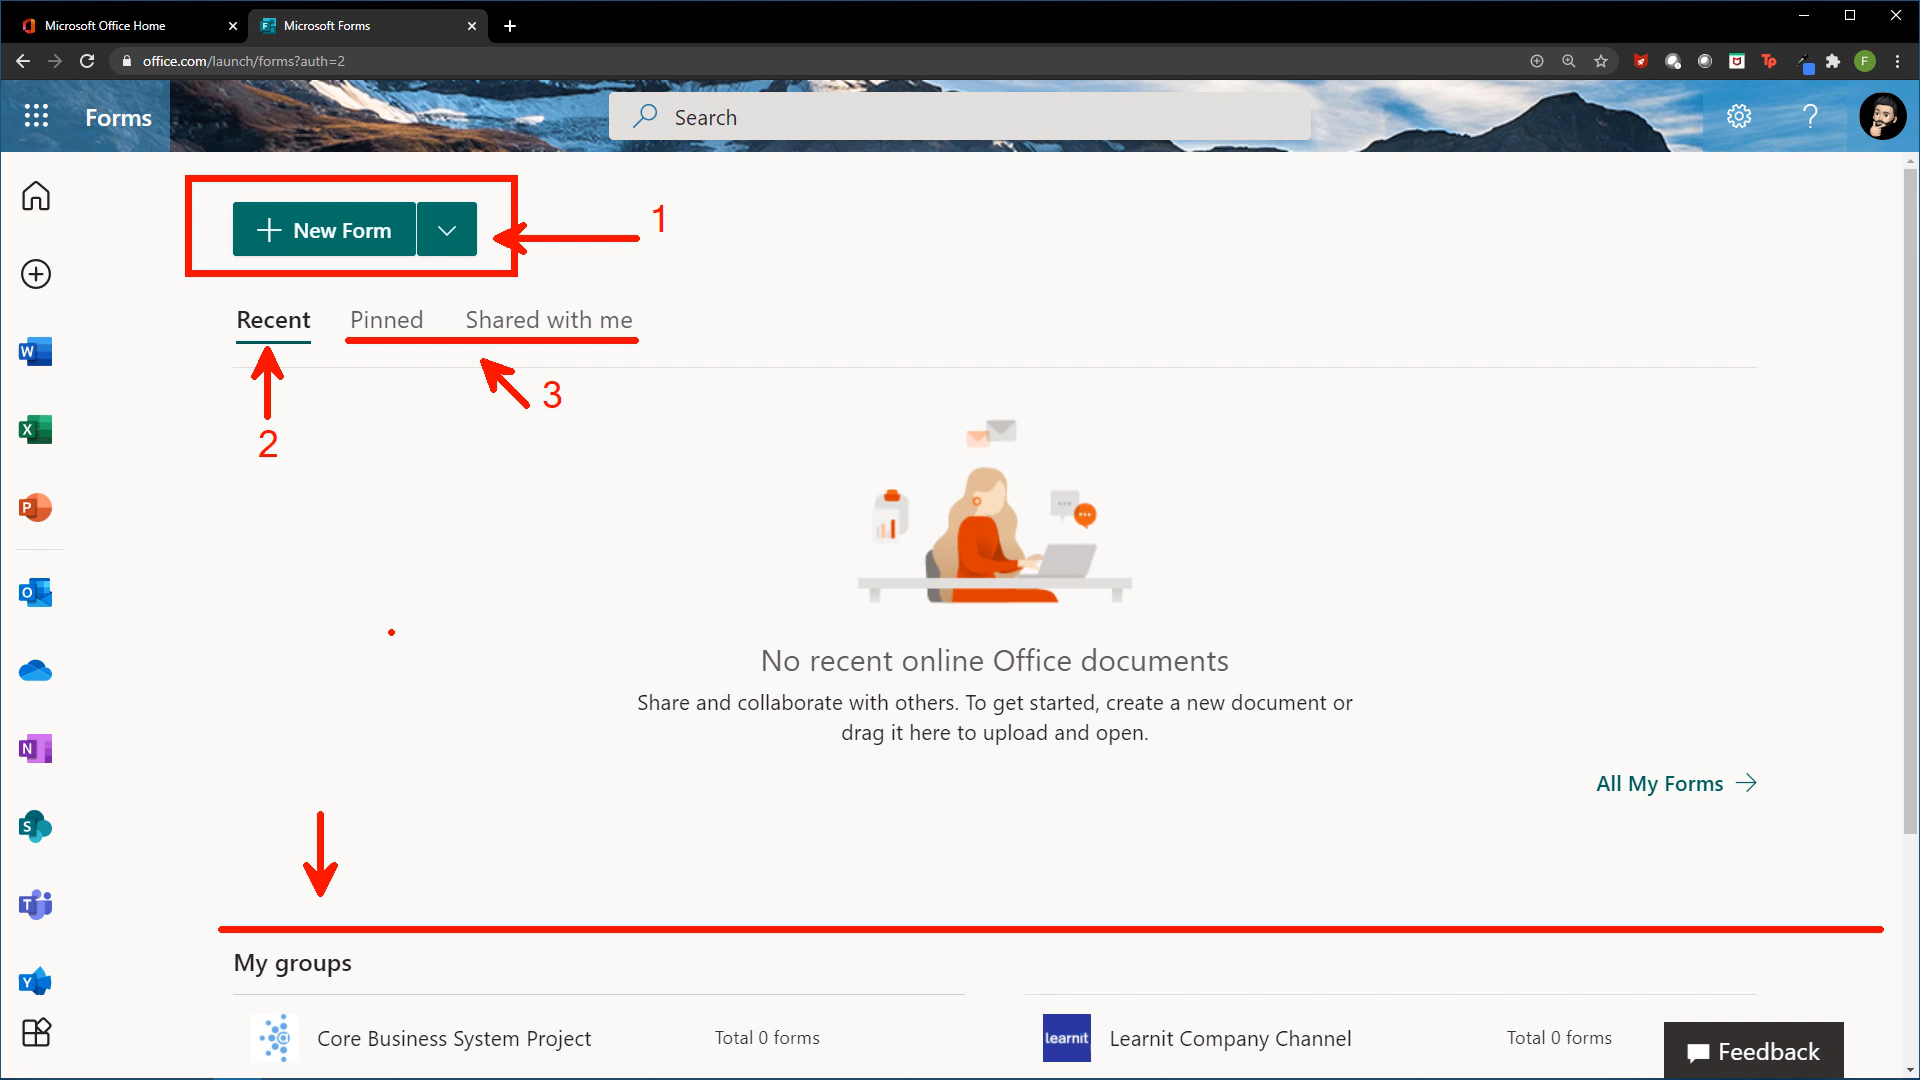 Microsoft Office Home
Microsoft Forms
office.com/launch/forms?auth=2
Tp
F
Forms
Search
?
New Form
1
Recent
Pinned
Shared with me
2
3
W
X
P
O
N
S
T
Y
No recent online Office documents
Share and collaborate with others. To get started, create a new document or
drag it here to upload and open.
All My Forms
My groups
Core Business System Project
Total 0 forms
learnit
Learnit Company Channel
Total 0 forms
Feedback